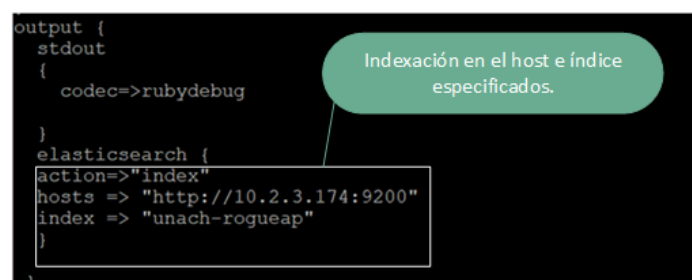 output {
stdout
{
codec=>rubydebug
}
elasticsearch {
action=>"index"
hosts => "http://10.2.3.174:9200"
index => "unach-rogueap"
}
}
Indexación en el host e índice
especificados.